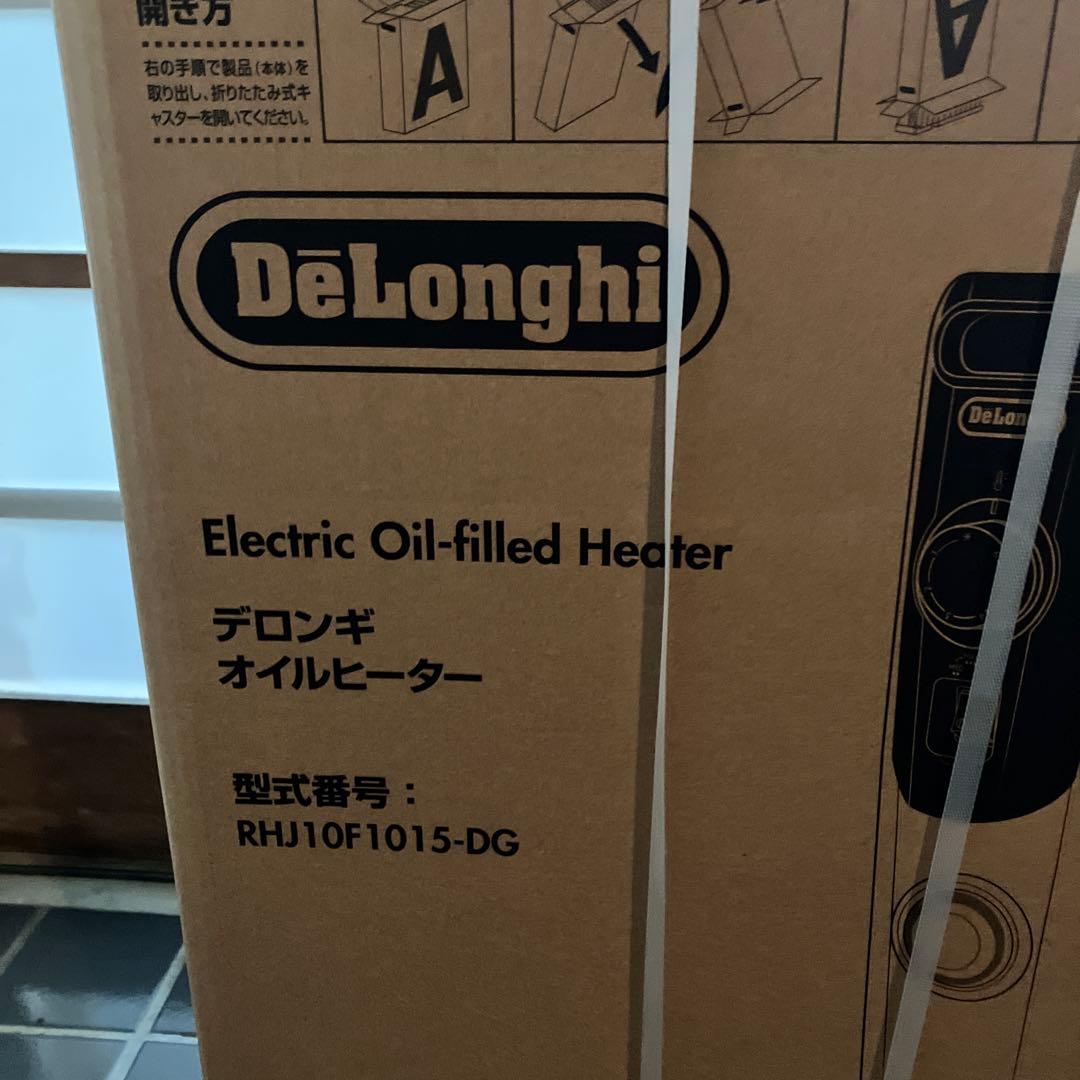 開き方
右の手順で製品(本体)を
取り出し、折りたたみ式キ
ャスターを開いてください。
A
A
DēLonghi
DēLon
Electric Oil-filled Heater
デロンギ
オイルヒーター
型式番号：
RHJ10F1015-DG